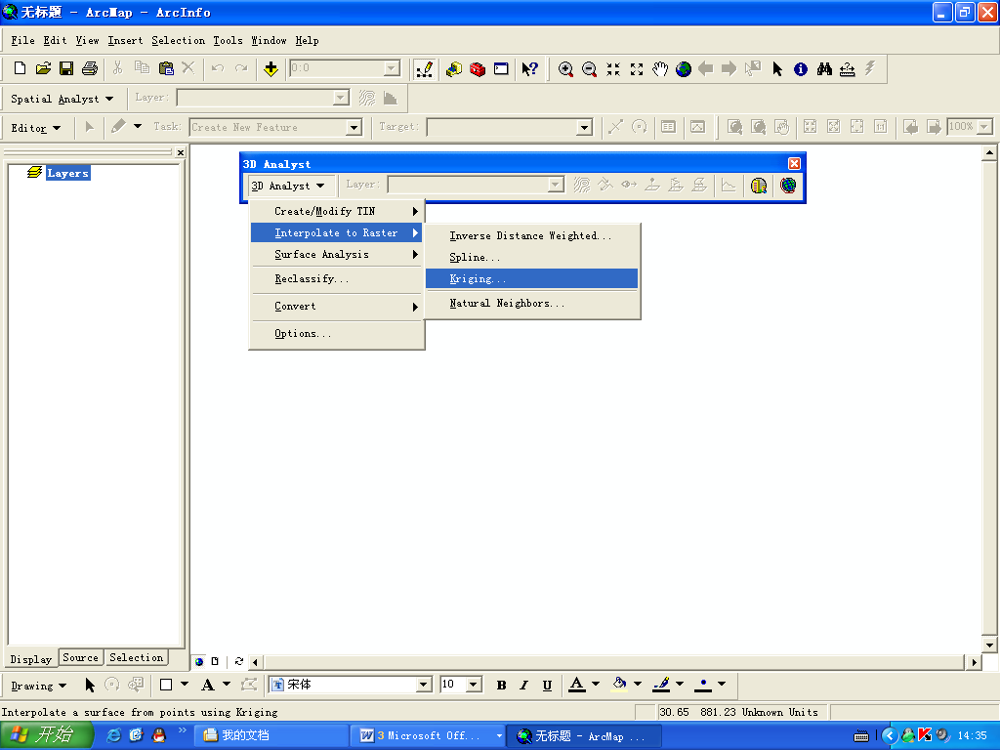 无标题 - ArcMap - ArcInfo
File Edit View Insert Selection Tools Window Help
0:0
Spatial Analyst Layer:
Editor Task: Create New Feature Target: 100%
Layers
3D Analyst
3D Analyst Layer:
Create/Modify TIN
Interpolate to Raster
Surface Analysis
Reclassify...
Convert
Options...
Inverse Distance Weighted...
Spline...
Kriging...
Natural Neighbors...
Display Source Selection
Drawing A 宋体 10 B I U A
Interpolate a surface from points using Kriging 30.65 881.23 Unknown Units
开始 我的文档 3 Microsoft Off... 无标题 - ArcMap ... 14:35